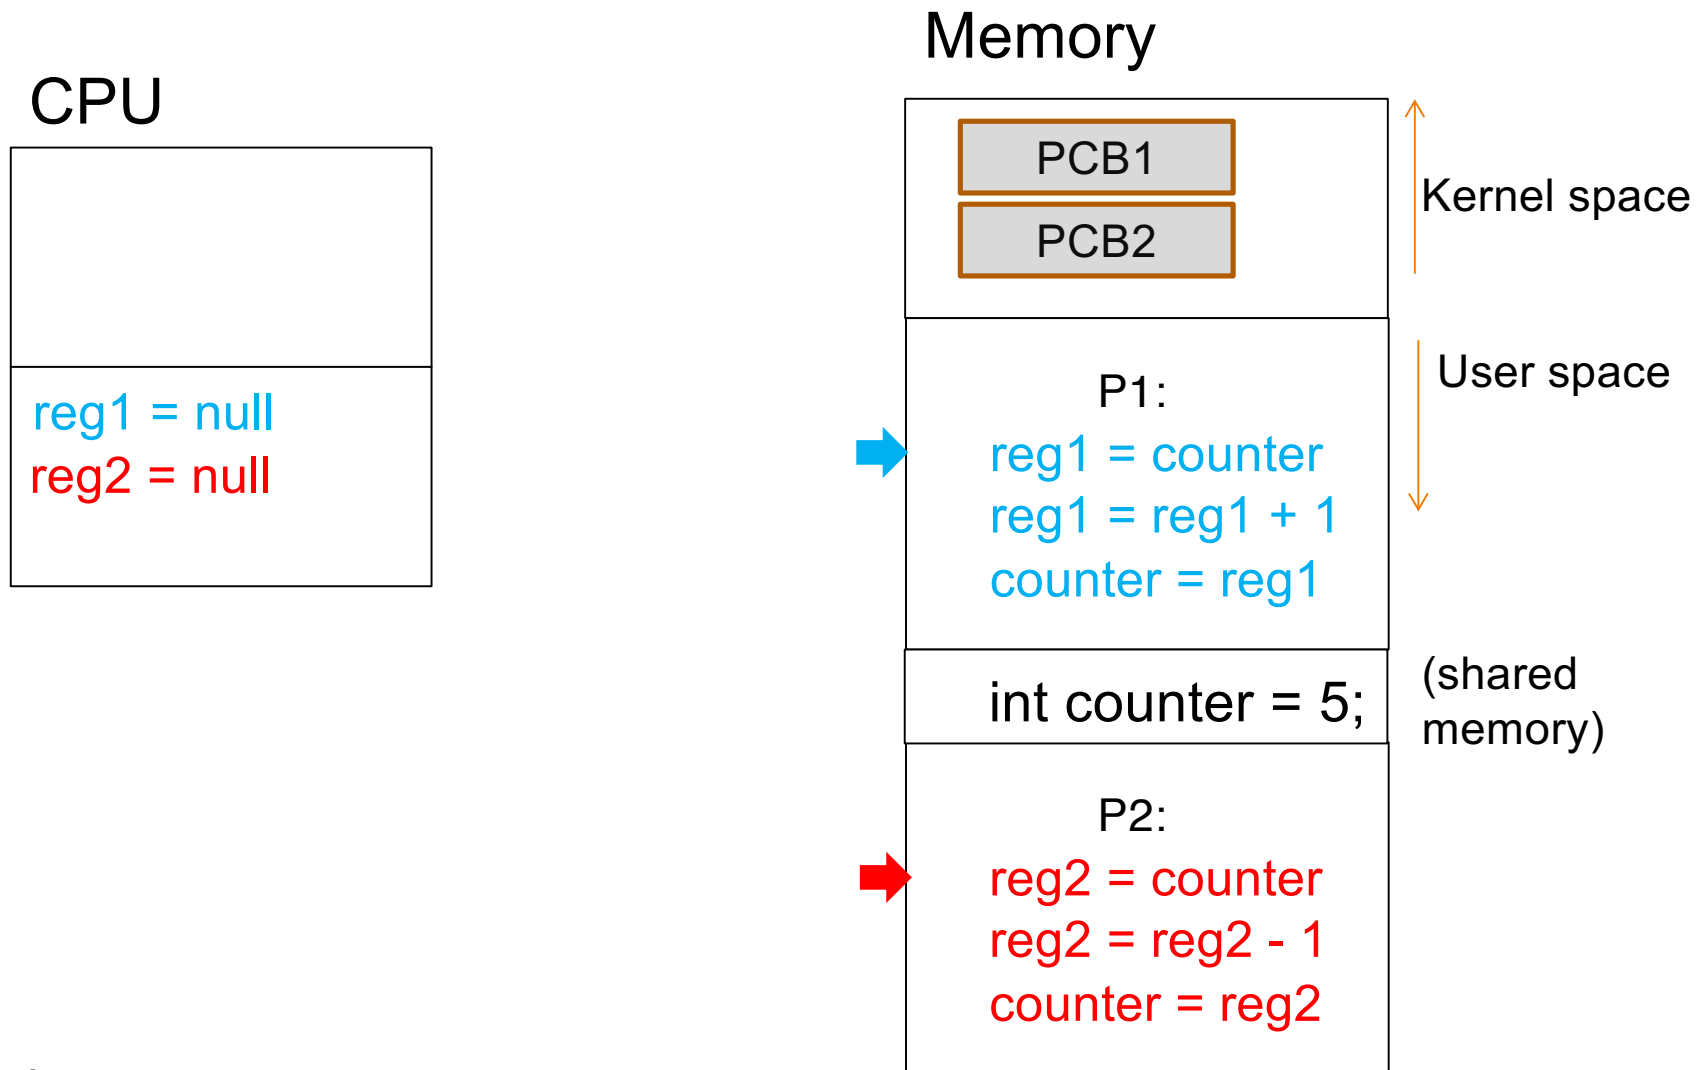 CPU
reg1 = null
reg2 = null
Memory
PCB1
PCB2
Kernel space
User space
P1:
reg1 = counter
reg1 = reg1 + 1
counter = reg1
int counter = 5;
(shared
memory)
P2:
reg2 = counter
reg2 = reg2 - 1
counter = reg2